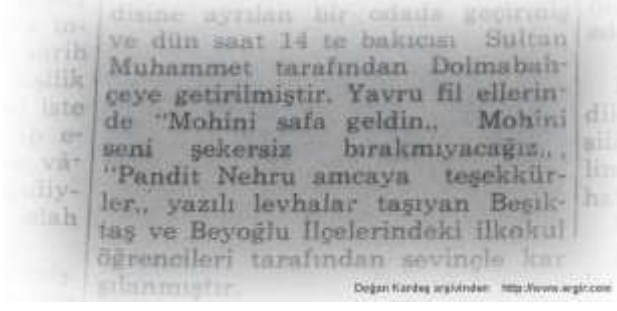 disine ayrılan bir odada geçirmiş
ve dün saat 14 te bakıcısı Sultan
Muhammet tarafından Dolmabah-
çeye getirilmiştir. Yavru fil ellerin-
de "Mohini safa geldin,, Mohini
seni şekersiz bırakmıyacağız,,,
"Pandit Nehru amcaya teşekkür-
ler,, yazılı levhalar taşıyan Beşik-
taş ve Beyoğlu İlçelerindeki ilkokul
öğrencileri tarafından sevinçle kar
şılanmıştır.
Doğan Kardeş arşivinden http://www.ergir.com